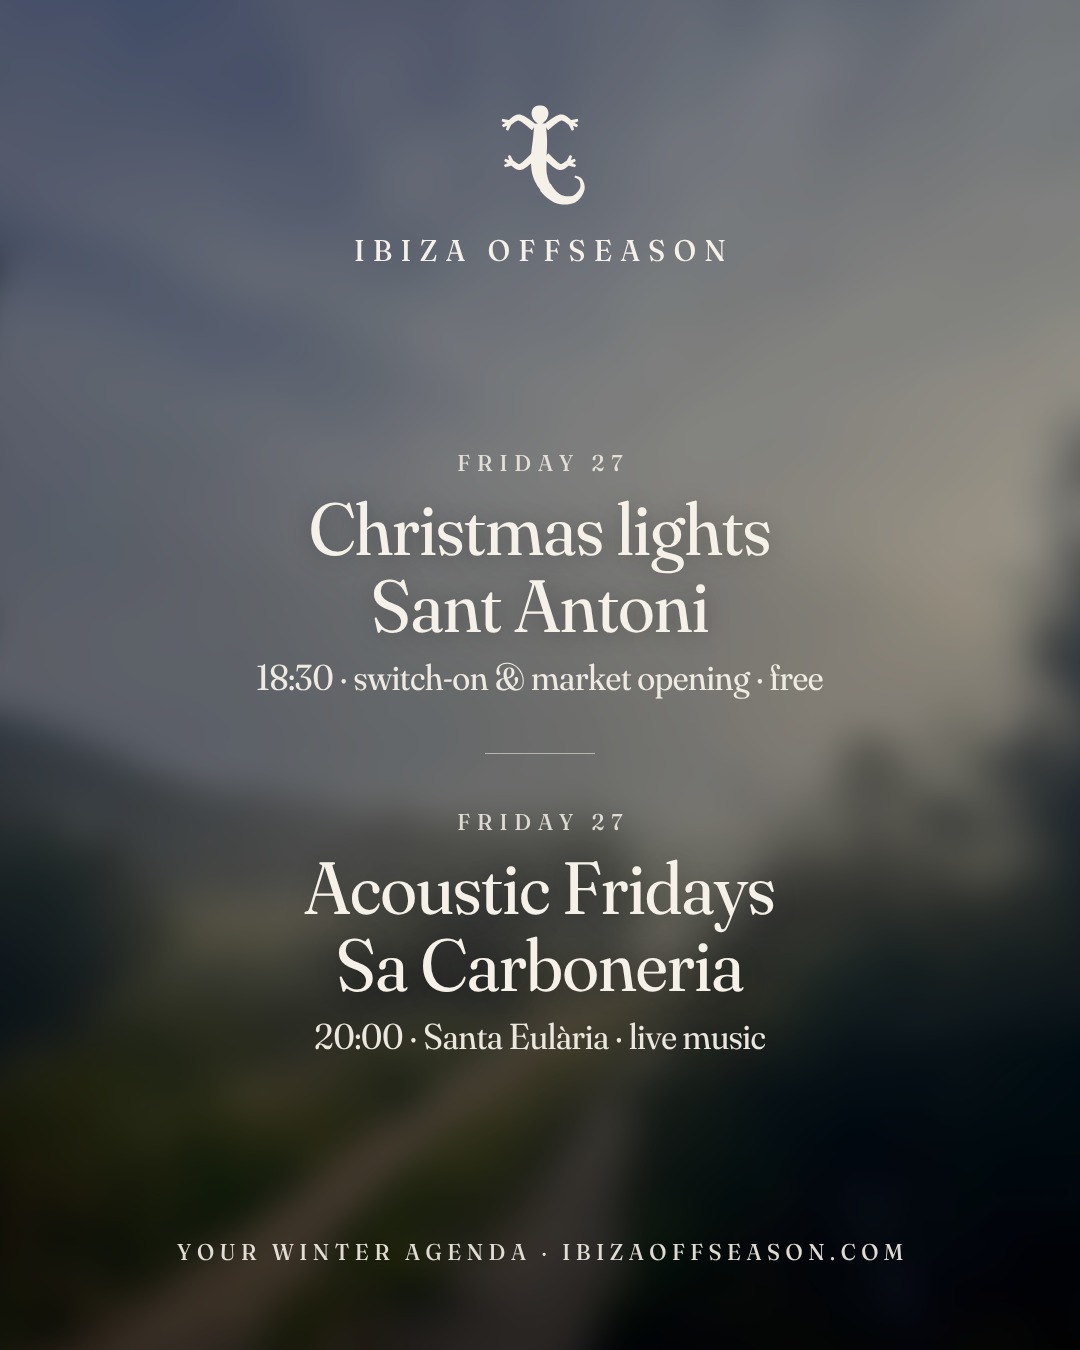 IBIZA OFFSEASON
FRIDAY 27
Christmas lights
Sant Antoni
18:30 · switch-on & market opening · free
FRIDAY 27
Acoustic Fridays
Sa Carboneria
20:00 · Santa Eulària · live music
YOUR WINTER AGENDA · IBIZAOFFSEASON.COM